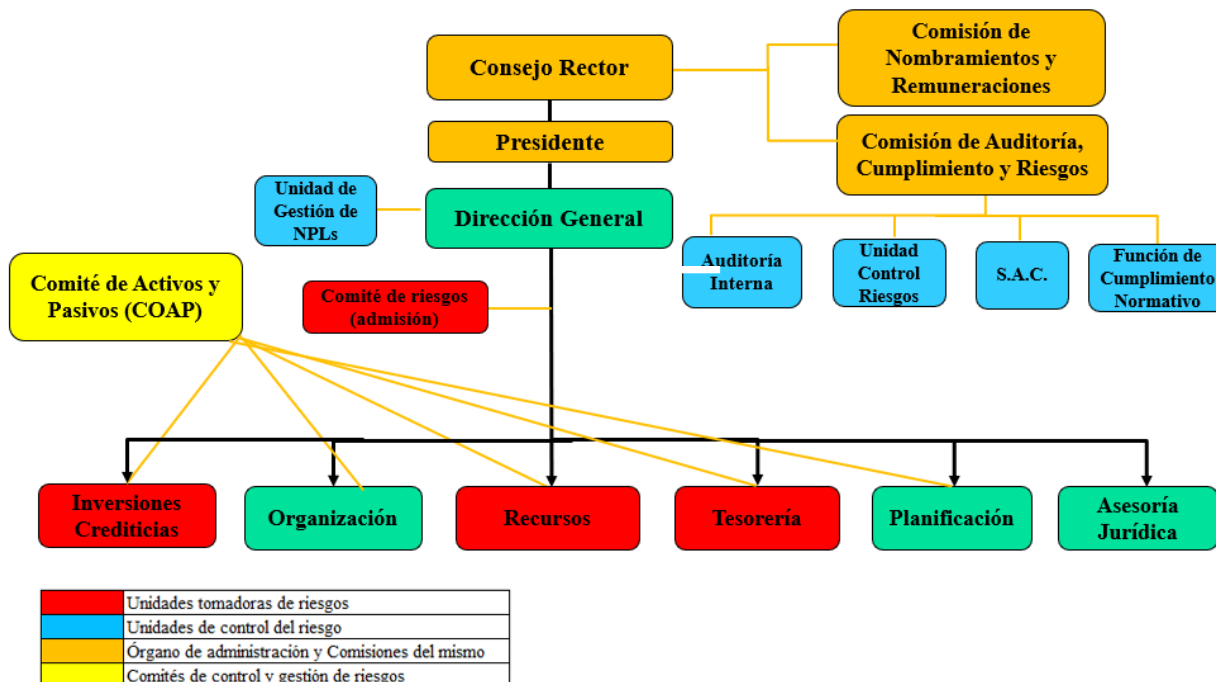 Consejo Rector
Comisión de
Nombramientos y
Remuneraciones
Presidente
Comisión de Auditoría,
Cumplimiento y Riesgos
Unidad de
Gestión de
NPLs
Dirección General
Auditoría
Interna
Unidad
Control
Riesgos
S.A.C.
Función de
Cumplimiento
Normativo
Comité de Activos y
Pasivos (COAP)
Comité de riesgos
(admisión)
Inversiones
Crediticias
Organización
Recursos
Tesorería
Planificación
Asesoría
Jurídica
Unidades tomadoras de riesgos
Unidades de control del riesgo
Órgano de administración y Comisiones del mismo
Comités de control y gestión de riesgos